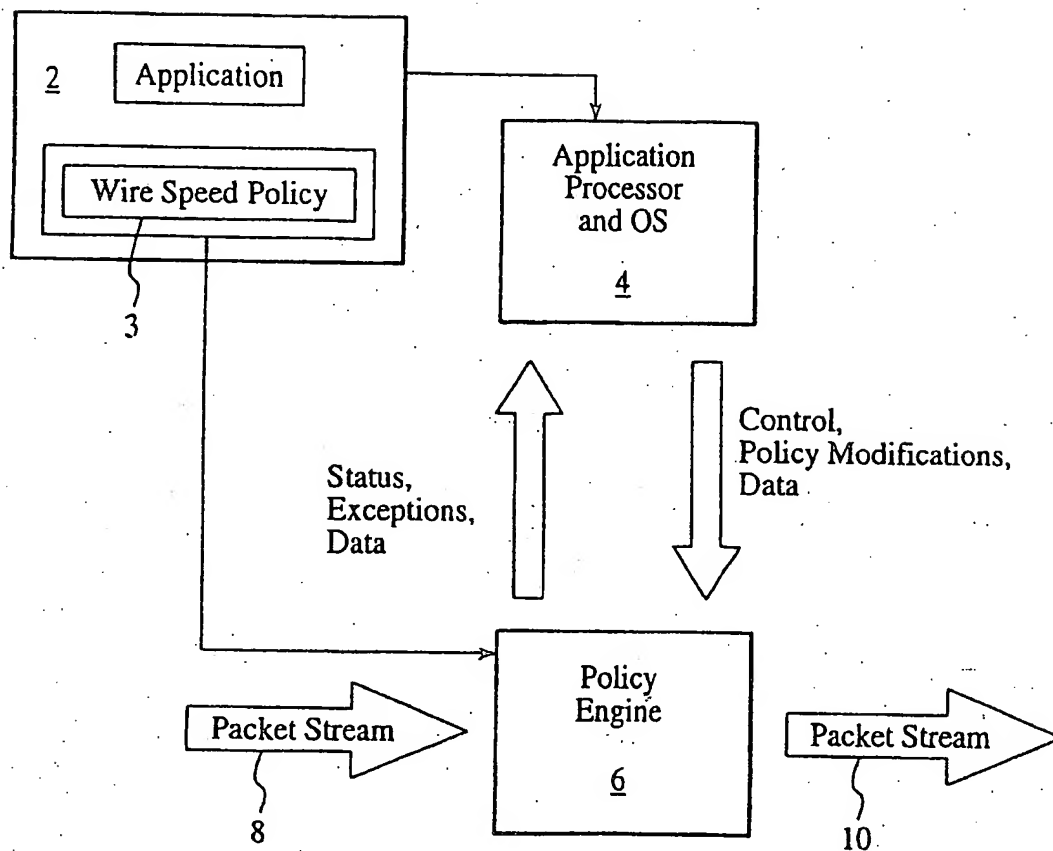 2
Application
Wire Speed Policy
3
Application
Processor
and OS
4
Status,
Exceptions,
Data
Control,
Policy Modifications,
Data
Packet Stream
8
Policy
Engine
6
Packet Stream
10